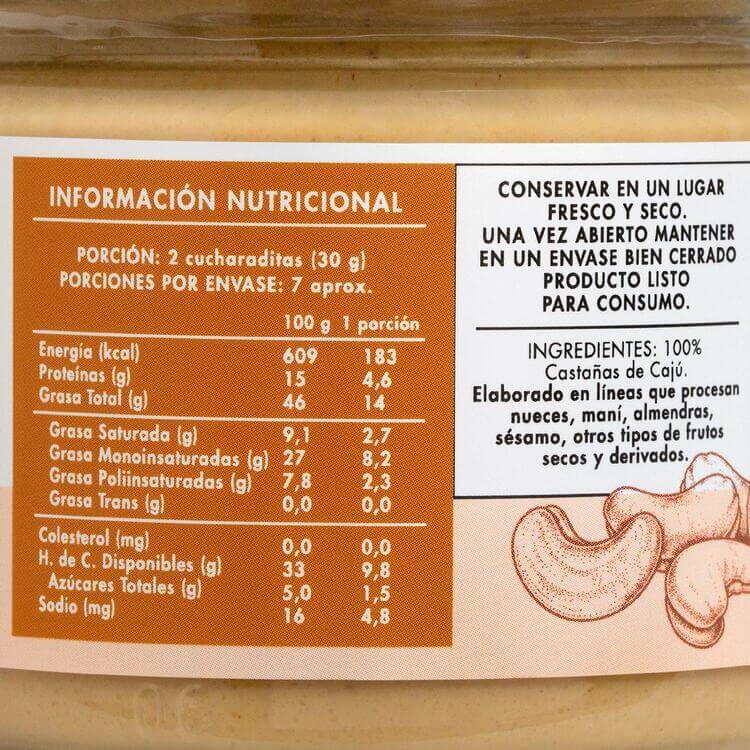 INFORMACIÓN NUTRICIONAL
PORCIÓN: 2 cucharaditas (30 g)
PORCIONES POR ENVASE: 7 aprox.
100 g 1 porción
Energía (kcal) 609 183
Proteínas (g) 15 4,6
Grasa Total (g) 46 14
Grasa Saturada (g) 9,1 2,7
Grasa Monoinsaturadas (g) 27 8,2
Grasa Poliinsaturadas (g) 7,8 2,3
Grasa Trans (g) 0,0 0,0
Colesterol (mg) 0,0 0,0
H. de C. Disponibles (g) 33 9,8
Azúcares Totales (g) 5,0 1,5
Sodio (mg) 16 4,8
CONSERVAR EN UN LUGAR
FRESCO Y SECO.
UNA VEZ ABIERTO MANTENER
EN UN ENVASE BIEN CERRADO
PRODUCTO LISTO
PARA CONSUMO.
INGREDIENTES: 100%
Castañas de Cajú.
Elaborado en líneas que procesan
nueces, maní, almendras,
sésamo, otros tipos de frutos
secos y derivados.